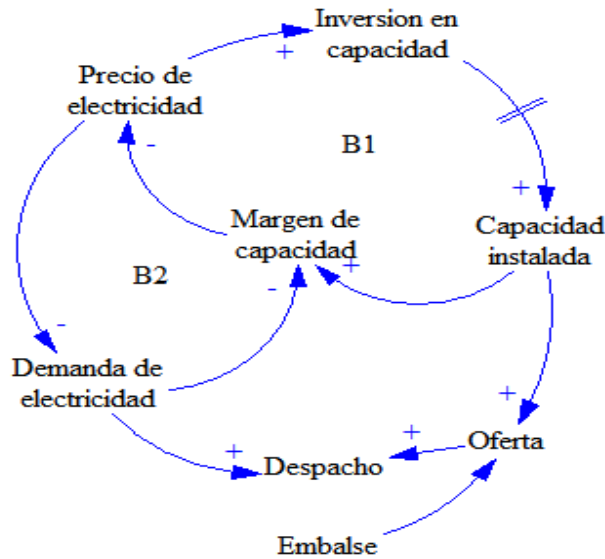 Inversion en
capacidad
+
Precio de
electricidad
B1
-
+
Margen de
capacidad
+
Capacidad
instalada
B2
-
-
Demanda de
electricidad
+
+
+
Oferta
Despacho
Embalse